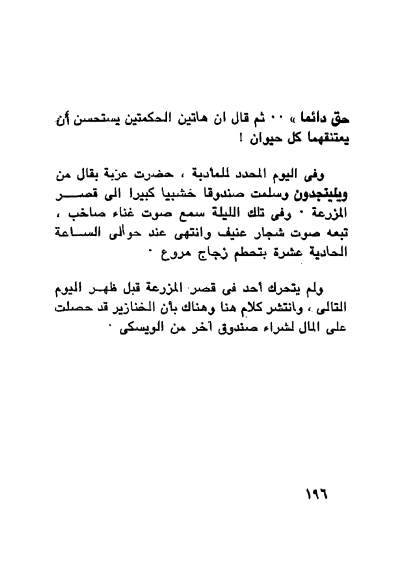 حق دائما » ٠٠ ثم قال ان هاتين الحكمتين يستحسن أن
يعتنقهما كل حيوان !
وفى اليوم المحدد للمأدبة ، حضرت عربة بقال من
ويلينجدون وسلمت صندوقا خشبيا كبيرا الى قصـــر
المزرعة ٠ وفى تلك الليلة سمع صوت غناء صاخب ،
تبعه صوت شجار عنيف وانتهى عند حوالى الســاعة
الحادية عشرة بتحطم زجاج مروع ٠
ولم يتحرك أحد فى قصر المزرعة قبل ظهــر اليوم
التالى ، وانتشر كلام هنا وهناك بأن الخنازير قد حصلت
على المال لشراء صندوق آخر من الويسكى ٠
١٩٦